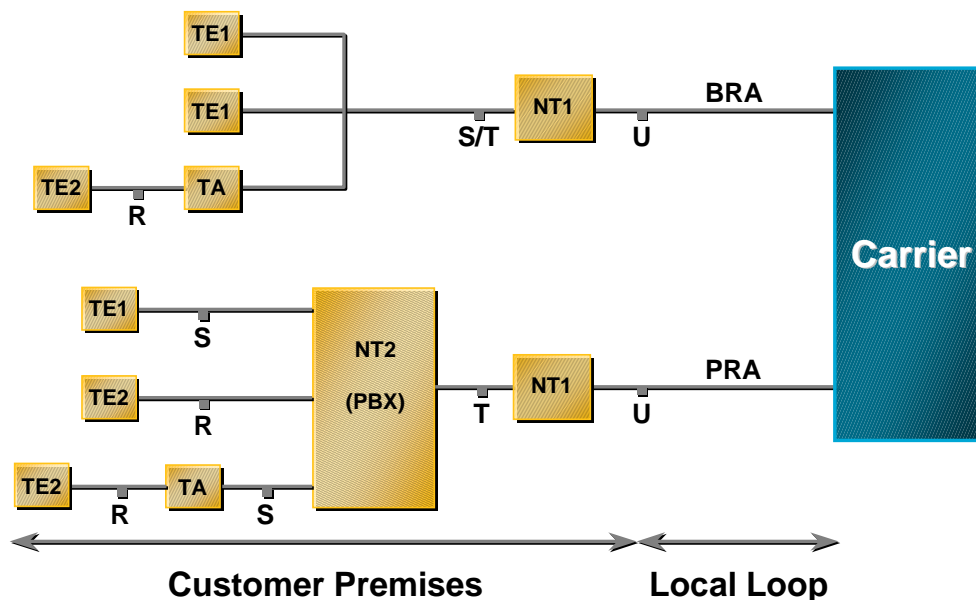 TE1
TE1
NT1
BRA
S/T
U
TE2
TA
R
Carrier
TE1
S
NT2
(PBX)
TE2
R
NT1
PRA
T
U
TE2
TA
R
S
Customer Premises
Local Loop